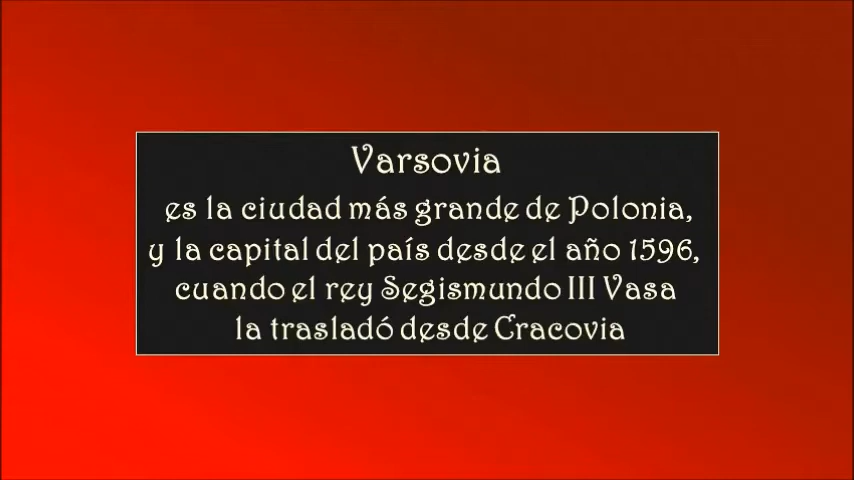 Varsovia
es la ciudad más grande de Polonia,
y la capital del país desde el año 1596,
cuando el rey Segismundo III Vasa
la trasladó desde Cracovia